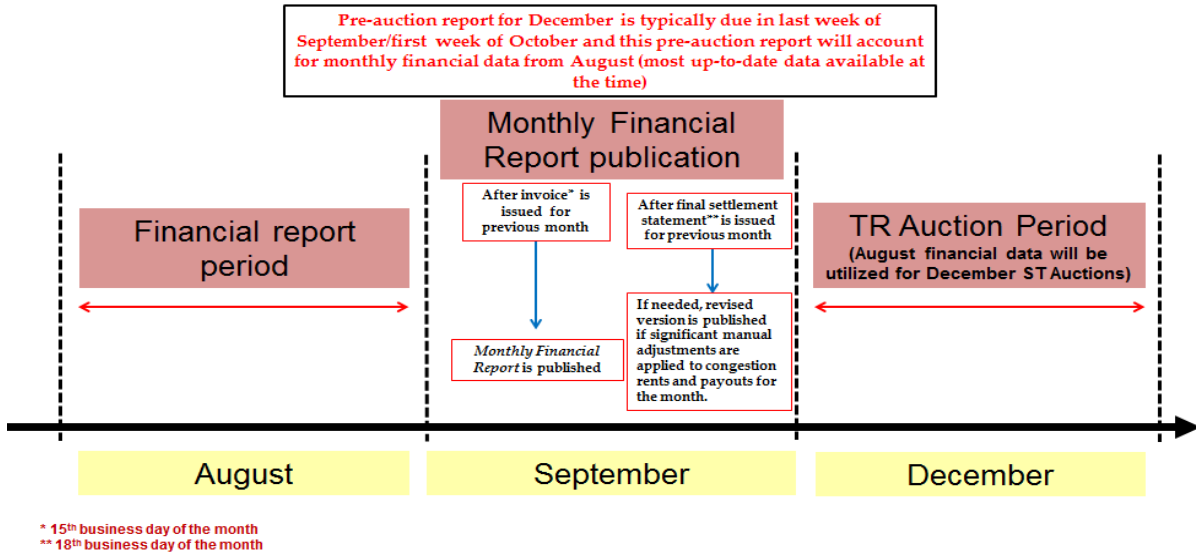 Pre-auction report for December is typically due in last week of
September/first week of October and this pre-auction report will account
for monthly financial data from August (most up-to-date data available at
the time)
Monthly Financial
Report publication
After invoice* is
issued for
previous month
After final settlement
statement** is issued
for previous month
Financial report
period
TR Auction Period
(August financial data will be
utilized for December ST Auctions)
Monthly Financial
Report is published
If needed, revised
version is published
if significant manual
adjustments are
applied to congestion
rents and payouts for
the month.
August
September
December
* 15th business day of the month
** 18th business day of the month